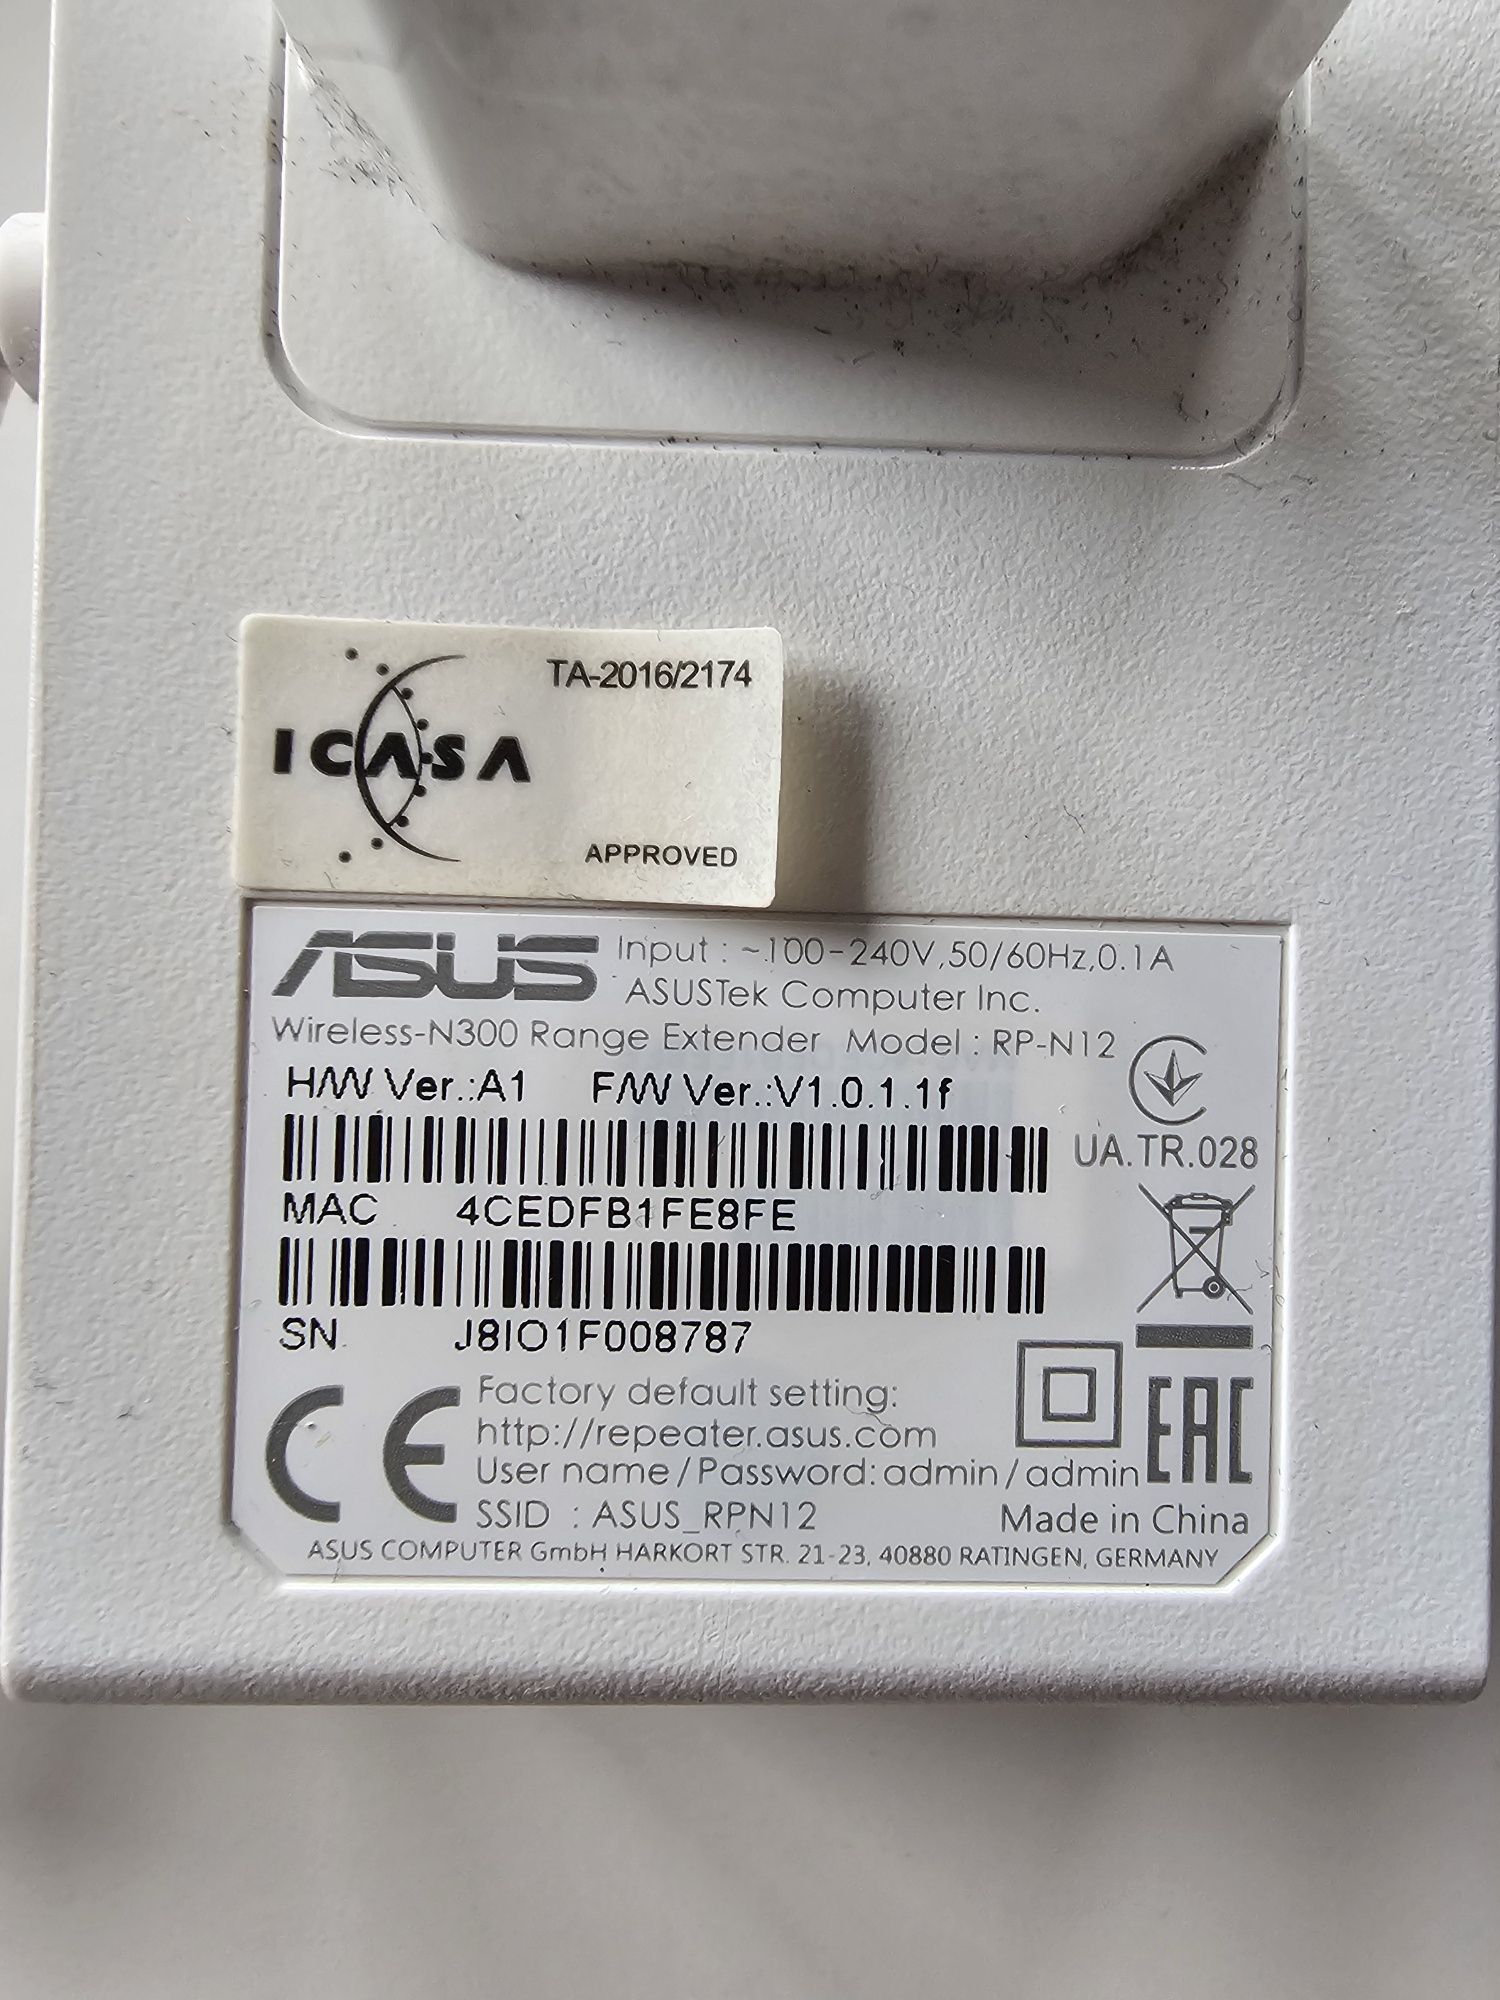 TA-2016/2174
ICASA
APPROVED
ASUS Input : ~100-240V,50/60Hz,0.1A
ASUSTek Computer Inc.
Wireless-N300 Range Extender Model : RP-N12
H/W Ver.:A1 F/W Ver.:V1.0.1.1f
UA.TR.028
MAC 4CEDFB1FE8FE
SN J8IO1F008787
CE Factory default setting:
http://repeater.asus.com
EAC
User name/Password:admin/admin
SSID : ASUS_RPN12 Made in China
ASUS COMPUTER GmbH HARKORT STR. 21-23, 40880 RATINGEN, GERMANY